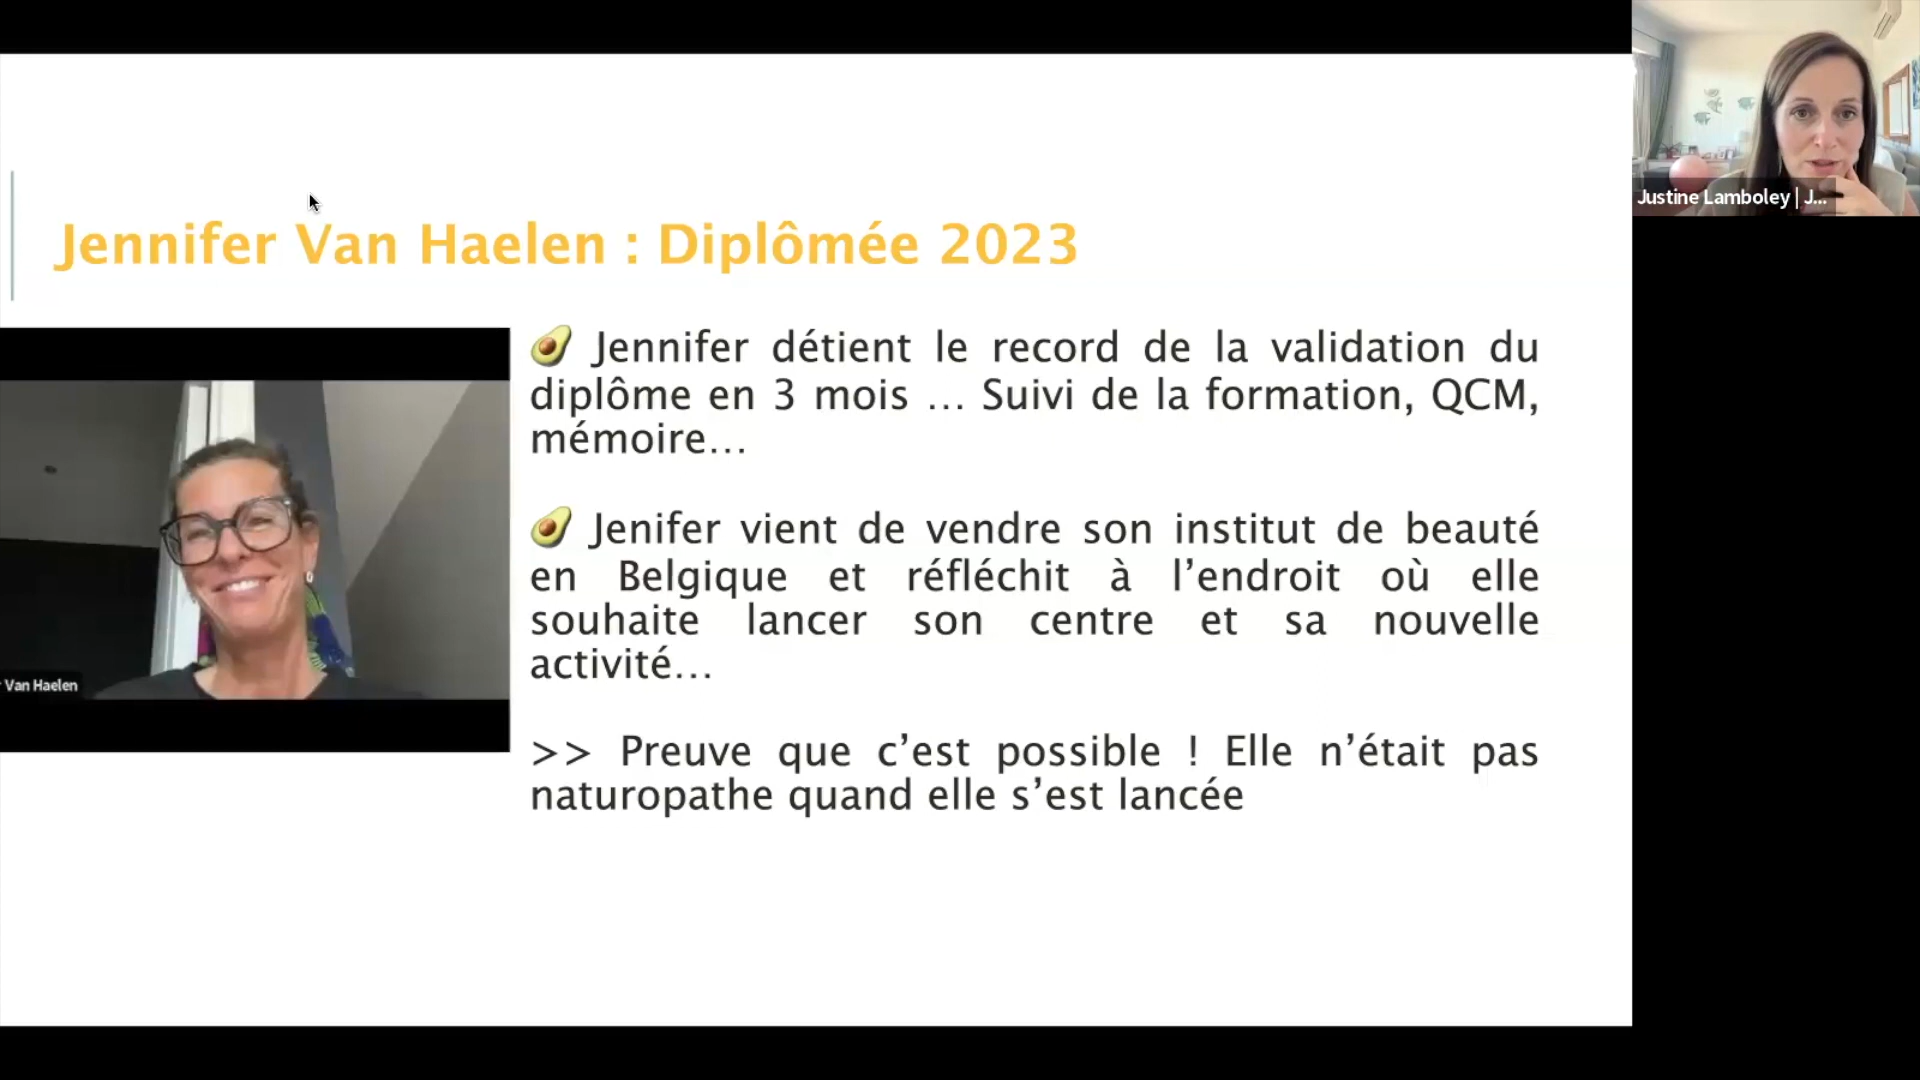 Justine Lamboley | J...
Jennifer Van Haelen : Diplômée 2023
🥑 Jennifer détient le record de la validation du
diplôme en 3 mois … Suivi de la formation, QCM,
mémoire…
🥑 Jenifer vient de vendre son institut de beauté
en Belgique et réfléchit à l’endroit où elle
souhaite lancer son centre et sa nouvelle
activité…
>> Preuve que c’est possible ! Elle n’était pas
naturopathe quand elle s’est lancée
Van Haelen